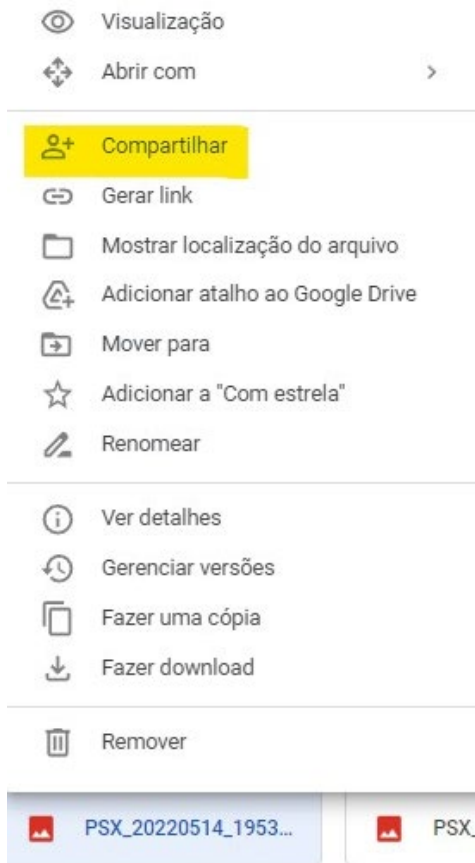 Visualização
Abrir com
Compartilhar
Gerar link
Mostrar localização do arquivo
Adicionar atalho ao Google Drive
Mover para
Adicionar a "Com estrela"
Renomear
Ver detalhes
Gerenciar versões
Fazer uma cópia
Fazer download
Remover
PSX_20220514_1953... PSX_